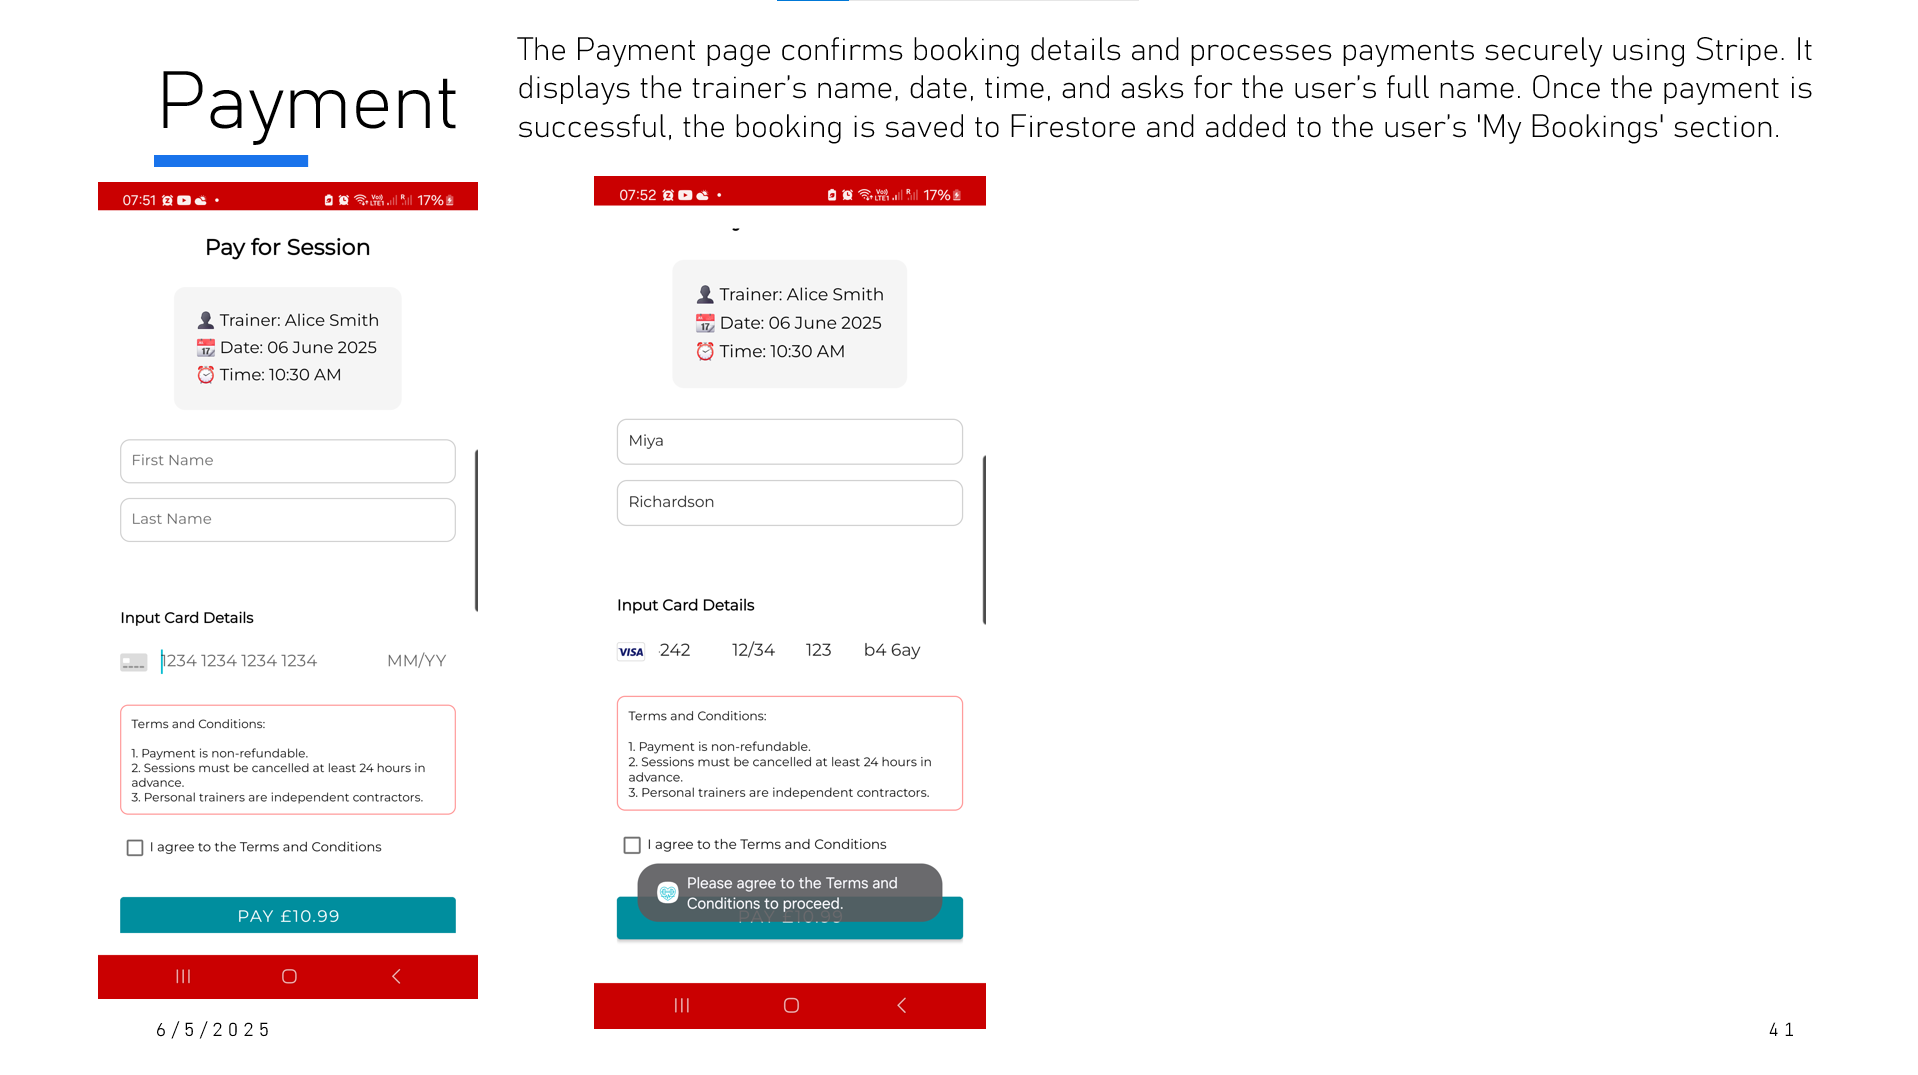 Payment
The Payment page confirms booking details and processes payments securely using Stripe. It
displays the trainer's name, date, time, and asks for the user's full name. Once the payment is
successful, the booking is saved to Firestore and added to the user's 'My Bookings' section.
07:51
17%
Pay for Session
Trainer: Alice Smith
Date: 06 June 2025
Time: 10:30 AM
First Name
Last Name
Input Card Details
1234 1234 1234 1234 MM/YY
Terms and Conditions:
1. Payment is non-refundable.
2. Sessions must be cancelled at least 24 hours in
advance.
3. Personal trainers are independent contractors.
I agree to the Terms and Conditions
PAY £10.99
07:52
17%
Trainer: Alice Smith
Date: 06 June 2025
Time: 10:30 AM
Miya
Richardson
Input Card Details
VISA 242 12/34 123 b4 6ay
Terms and Conditions:
1. Payment is non-refundable.
2. Sessions must be cancelled at least 24 hours in
advance.
3. Personal trainers are independent contractors.
I agree to the Terms and Conditions
Please agree to the Terms and
Conditions to proceed.
PAY £10.99
6/5/2025
41